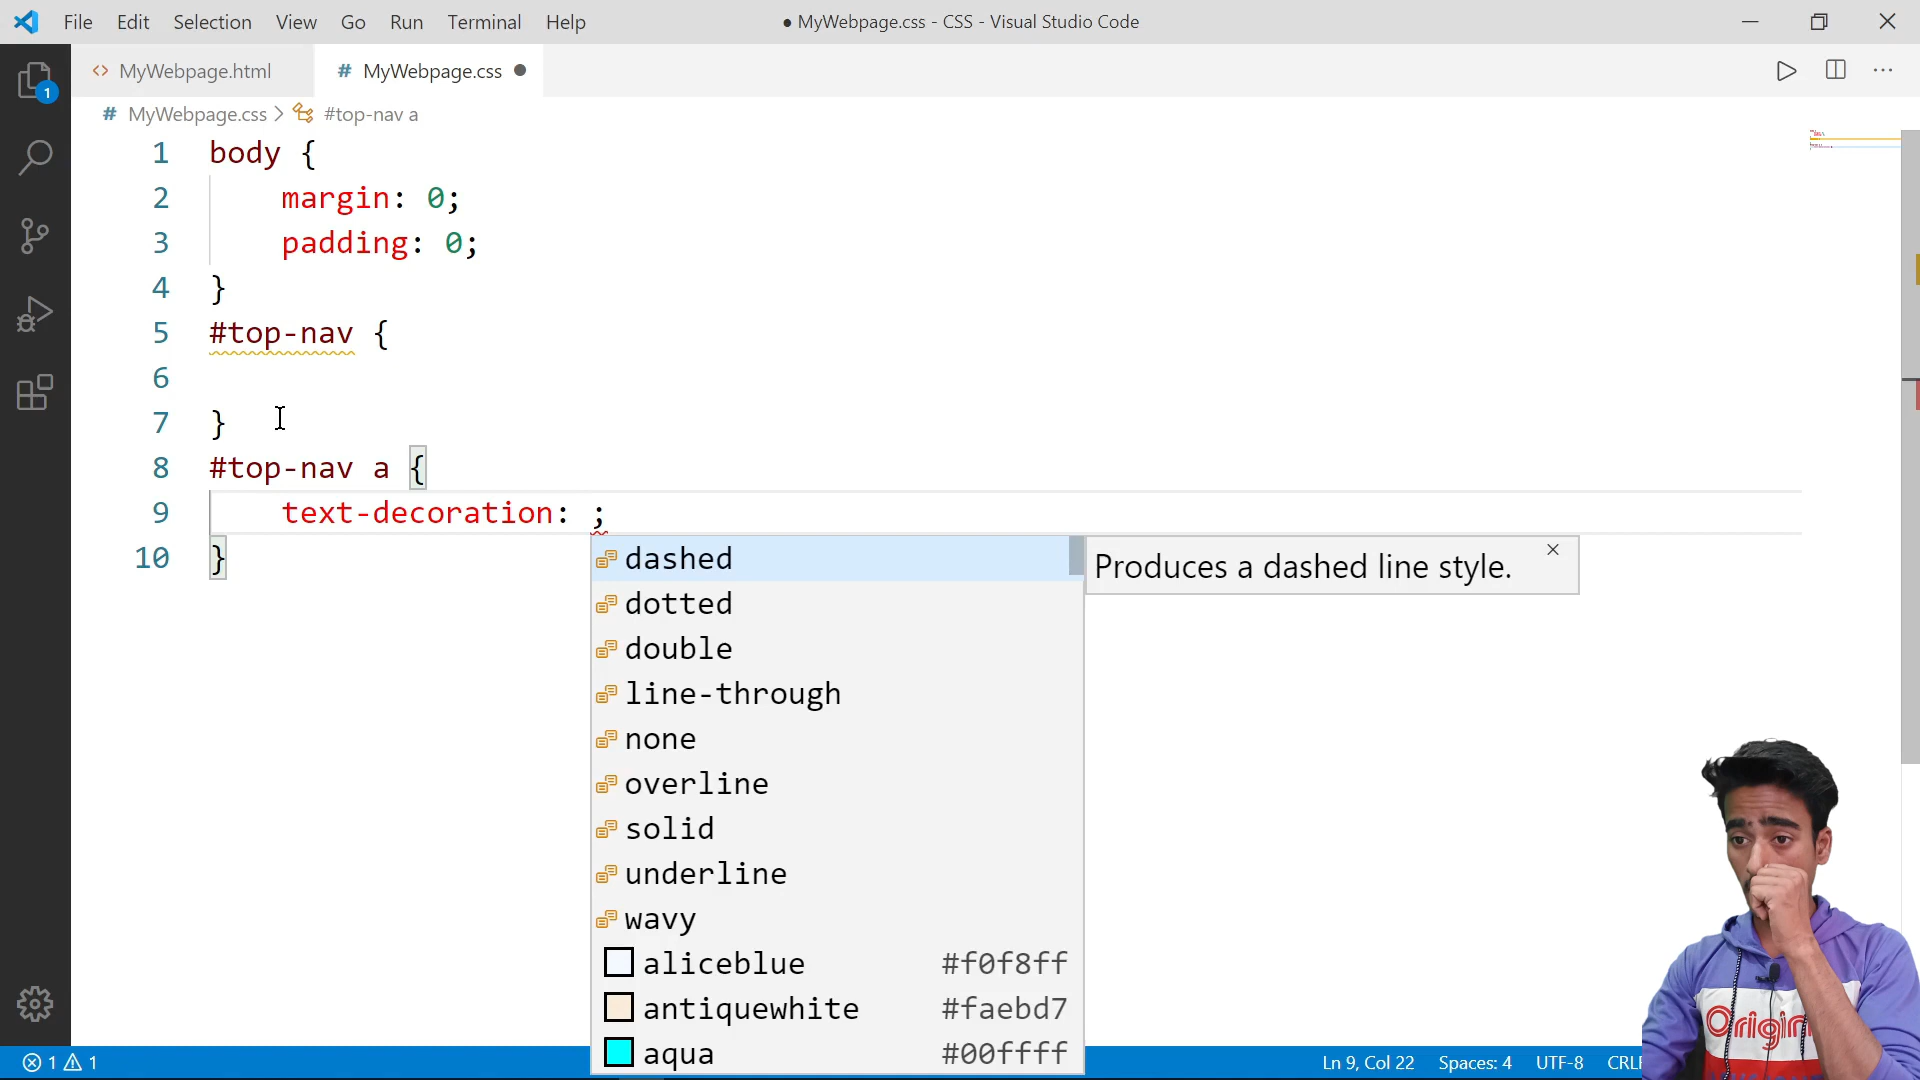 File Edit Selection View Go Run Terminal Help ● MyWebpage.css - CSS - Visual Studio Code
<> MyWebpage.html # MyWebpage.css ●
1
# MyWebpage.css > #top-nav a
1 body {
2 margin: 0;
3 padding: 0;
4 }
5 #top-nav {
6
7 }
8 #top-nav a {
9 text-decoration: ;
10 }
dashed
Produces a dashed line style.
dotted
double
line-through
none
overline
solid
underline
wavy
aliceblue #f0f8ff
antiquewhite #faebd7
aqua #00ffff
Origin
1 1 Ln 9, Col 22 Spaces: 4 UTF-8